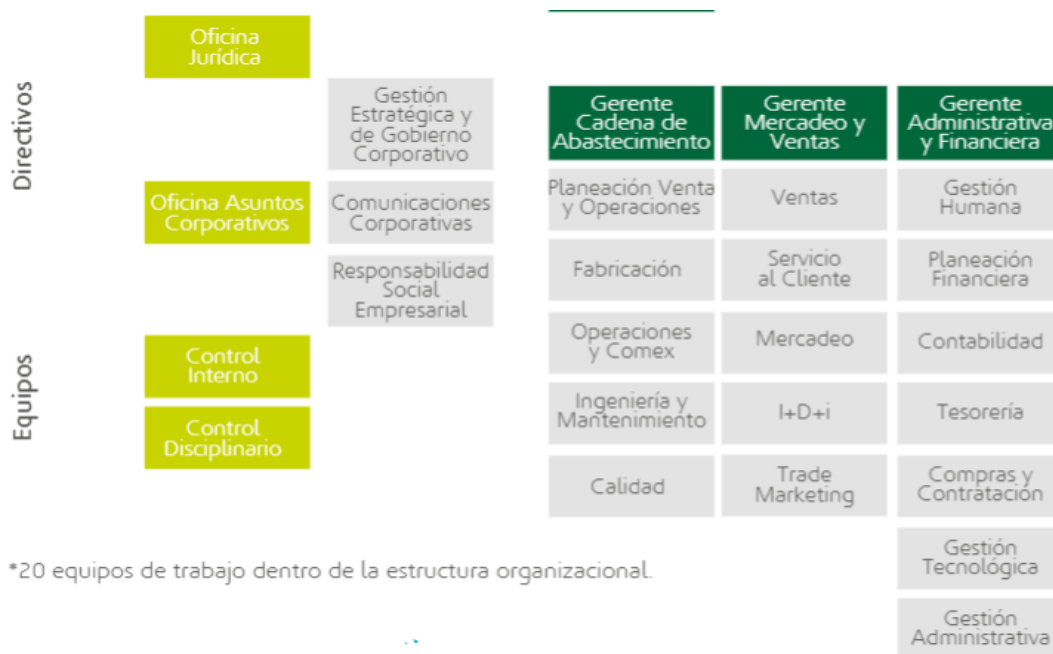 Directivos
Equipos
Oficina
Jurídica
Oficina Asuntos
Corporativos
Control
Interno
Control
Disciplinario
Gestión
Estratégica y
de Gobierno
Corporativo
Comunicaciones
Corporativas
Responsabilidad
Social
Empresarial
Gerente
Cadena de
Abastecimiento
Planeación Venta
y Operaciones
Fabricación
Operaciones
y Comex
Ingeniería y
Mantenimiento
Calidad
Gerente
Mercadeo y
Ventas
Ventas
Servicio
al Cliente
Mercadeo
I+D+i
Trade
Marketing
Gerente
Administrativa
y Financiera
Gestión
Humana
Planeación
Financiera
Contabilidad
Tesorería
Compras y
Contratación
Gestión
Tecnológica
Gestión
Administrativa
*20 equipos de trabajo dentro de la estructura organizacional.